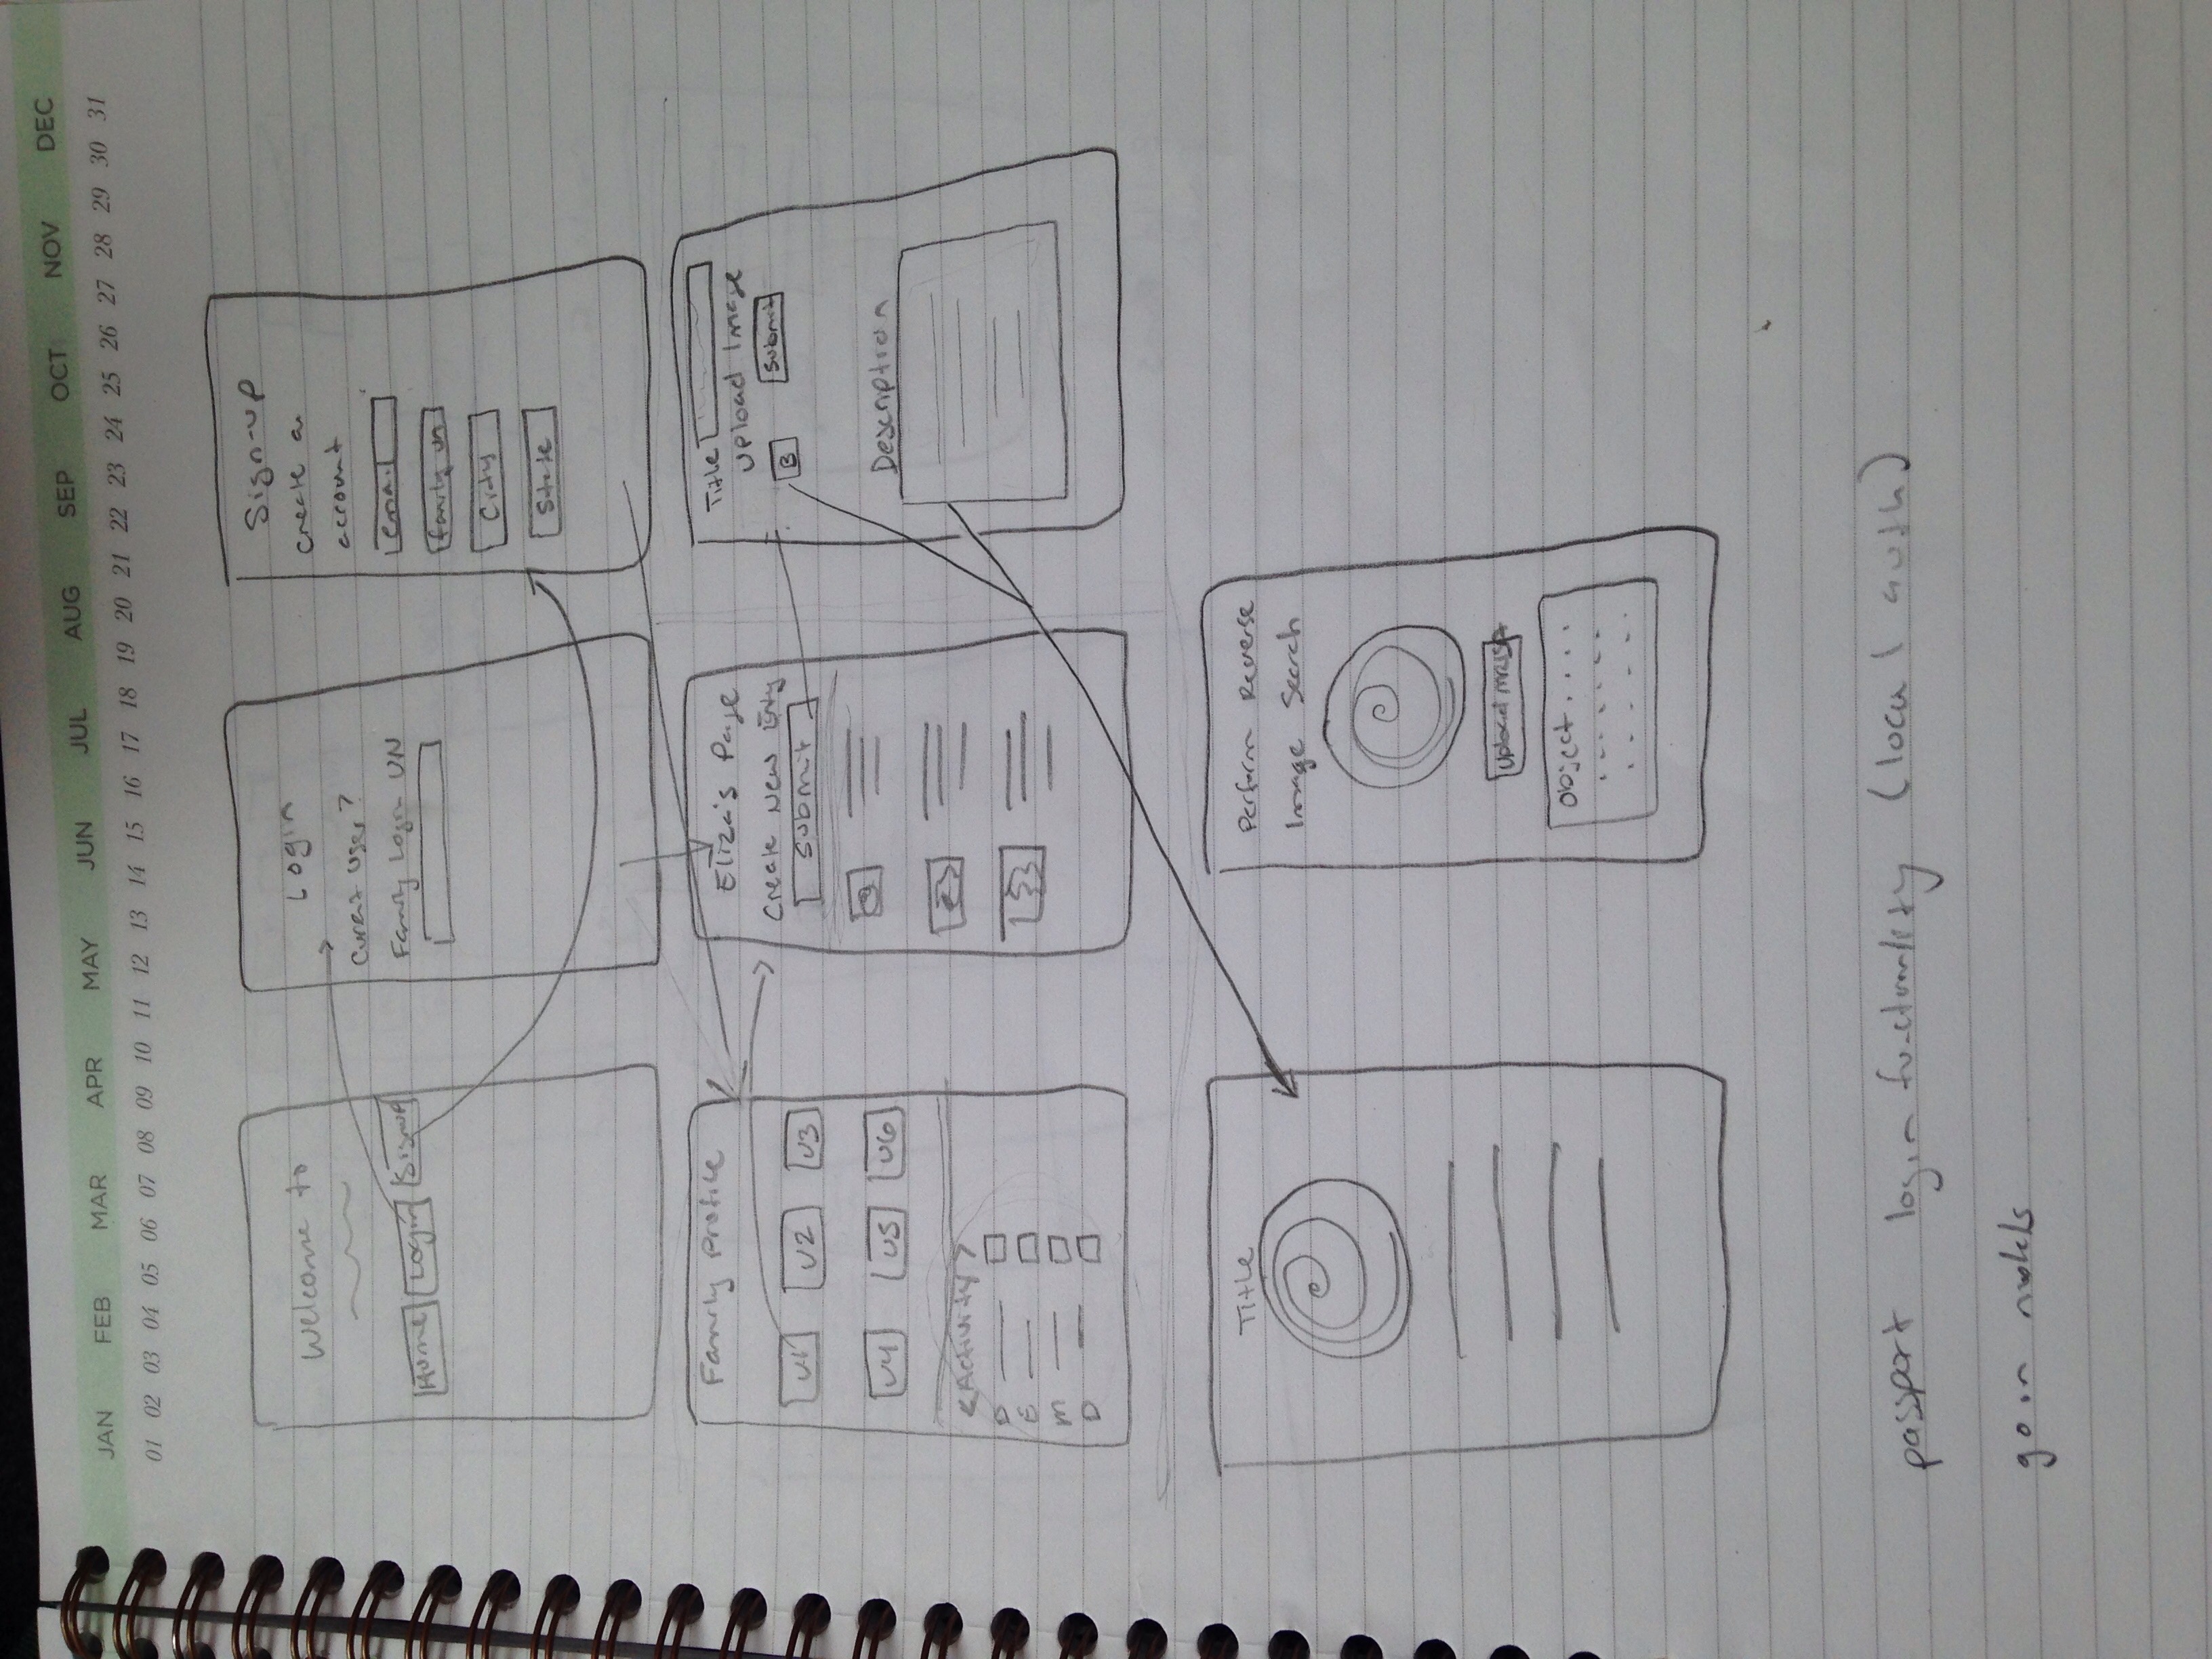 JAN FEB MAR APR MAY JUN JUL AUG SEP OCT NOV DEC
01 02 03 04 05 06 07 08 09 10 11 12 13 14 15 16 17 18 19 20 21 22 23 24 25 26 27 28 29 30 31
Welcome to
Home Login Signup
Login
Current User?
Family Login UN
Sign-up
Create an
account
email
family un
City
State
Family Profile
U1 U2 U3
U4 U5 U6
<Activity>
D
E
M
D
Eliza's Page
Create New Enty
Submit
Title
Upload Image
B Submit
Description
Title
Perform Reverse
Image Search
Upload
Object....
passport login functionality (local auth)
go in models